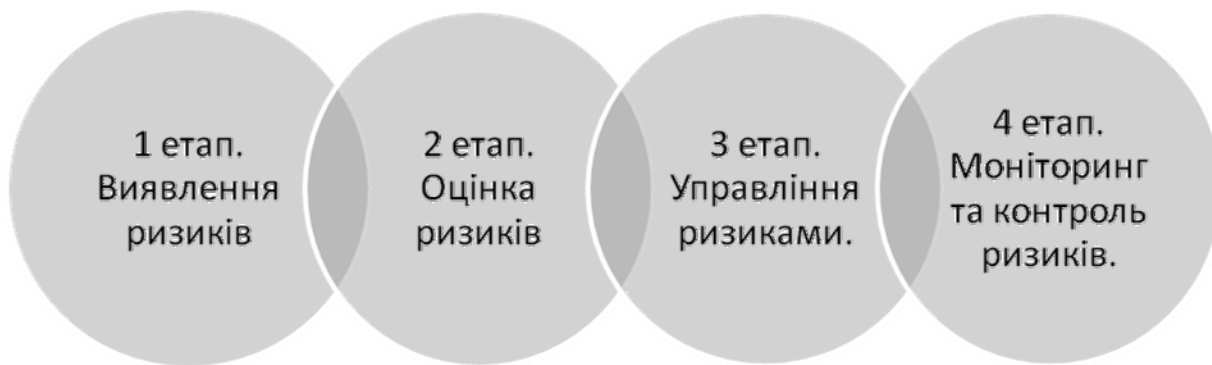 1 етап.
Виявлення
ризиків
2 етап.
Оцінка
ризиків
3 етап.
Управління
ризиками.
4 етап.
Моніторинг
та контроль
ризиків.